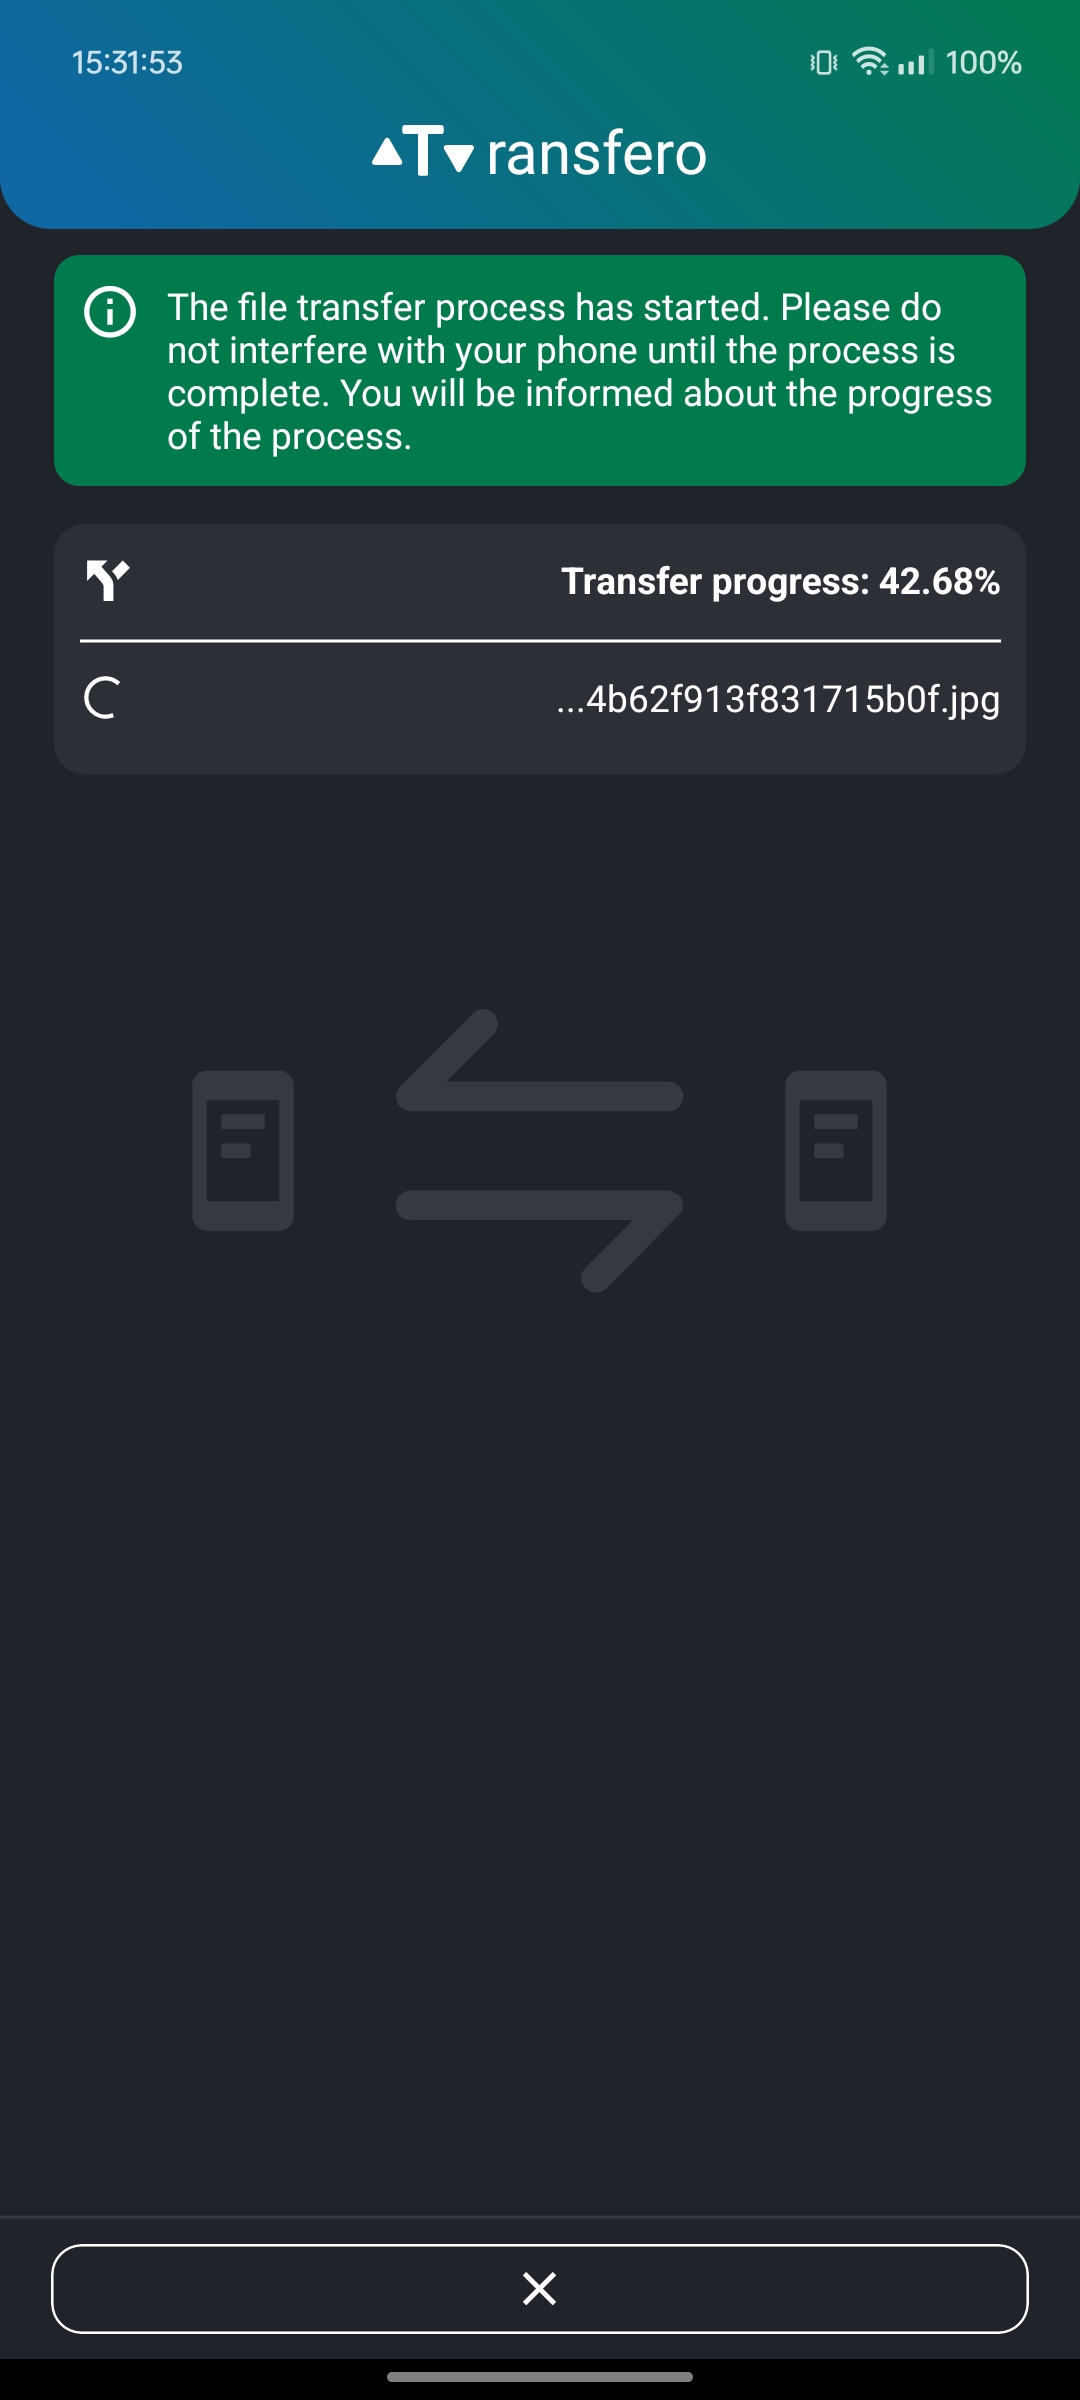 15:31:53
100%
Transfero
The file transfer process has started. Please do
not interfere with your phone until the process is
complete. You will be informed about the progress
of the process.
Transfer progress: 42.68%
...4b62f913f831715b0f.jpg